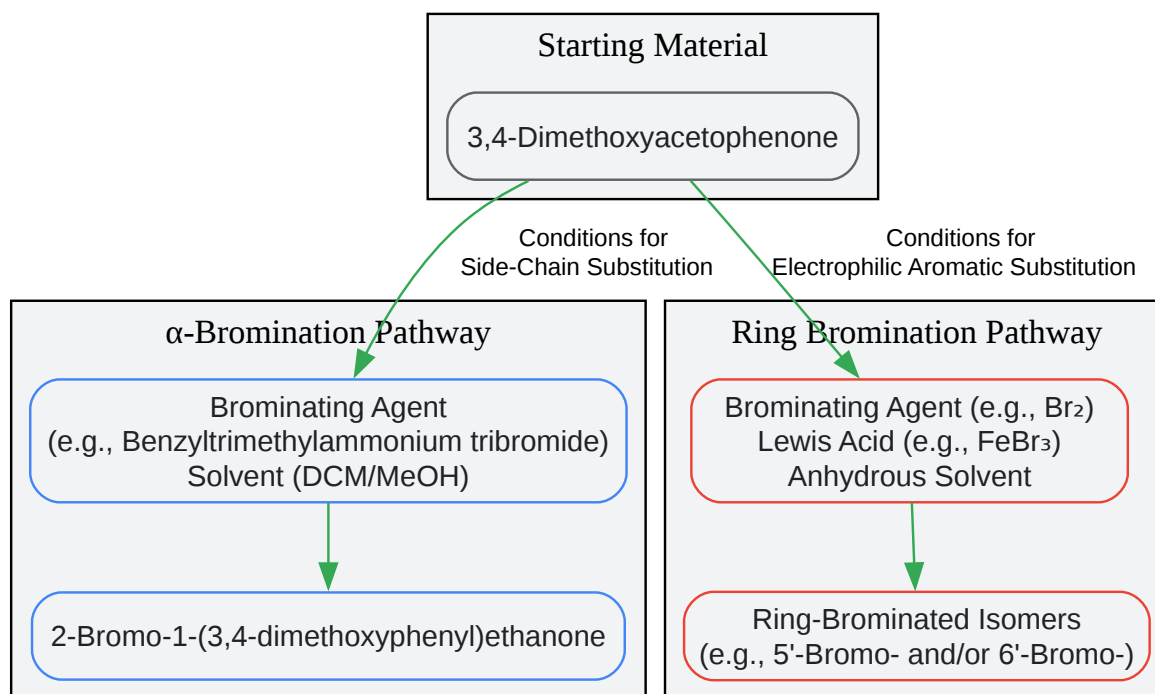 Starting Material
3,4-Dimethoxyacetophenone
Conditions for
Side-Chain Substitution
Conditions for
Electrophilic Aromatic Substitution
α-Bromination Pathway
Brominating Agent
(e.g., Benzyltrimethylammonium tribromide)
Solvent (DCM/MeOH)
2-Bromo-1-(3,4-dimethoxyphenyl)ethanone
Ring Bromination Pathway
Brominating Agent (e.g., Br₂)
Lewis Acid (e.g., FeBr₃)
Anhydrous Solvent
Ring-Brominated Isomers
(e.g., 5'-Bromo- and/or 6'-Bromo-)